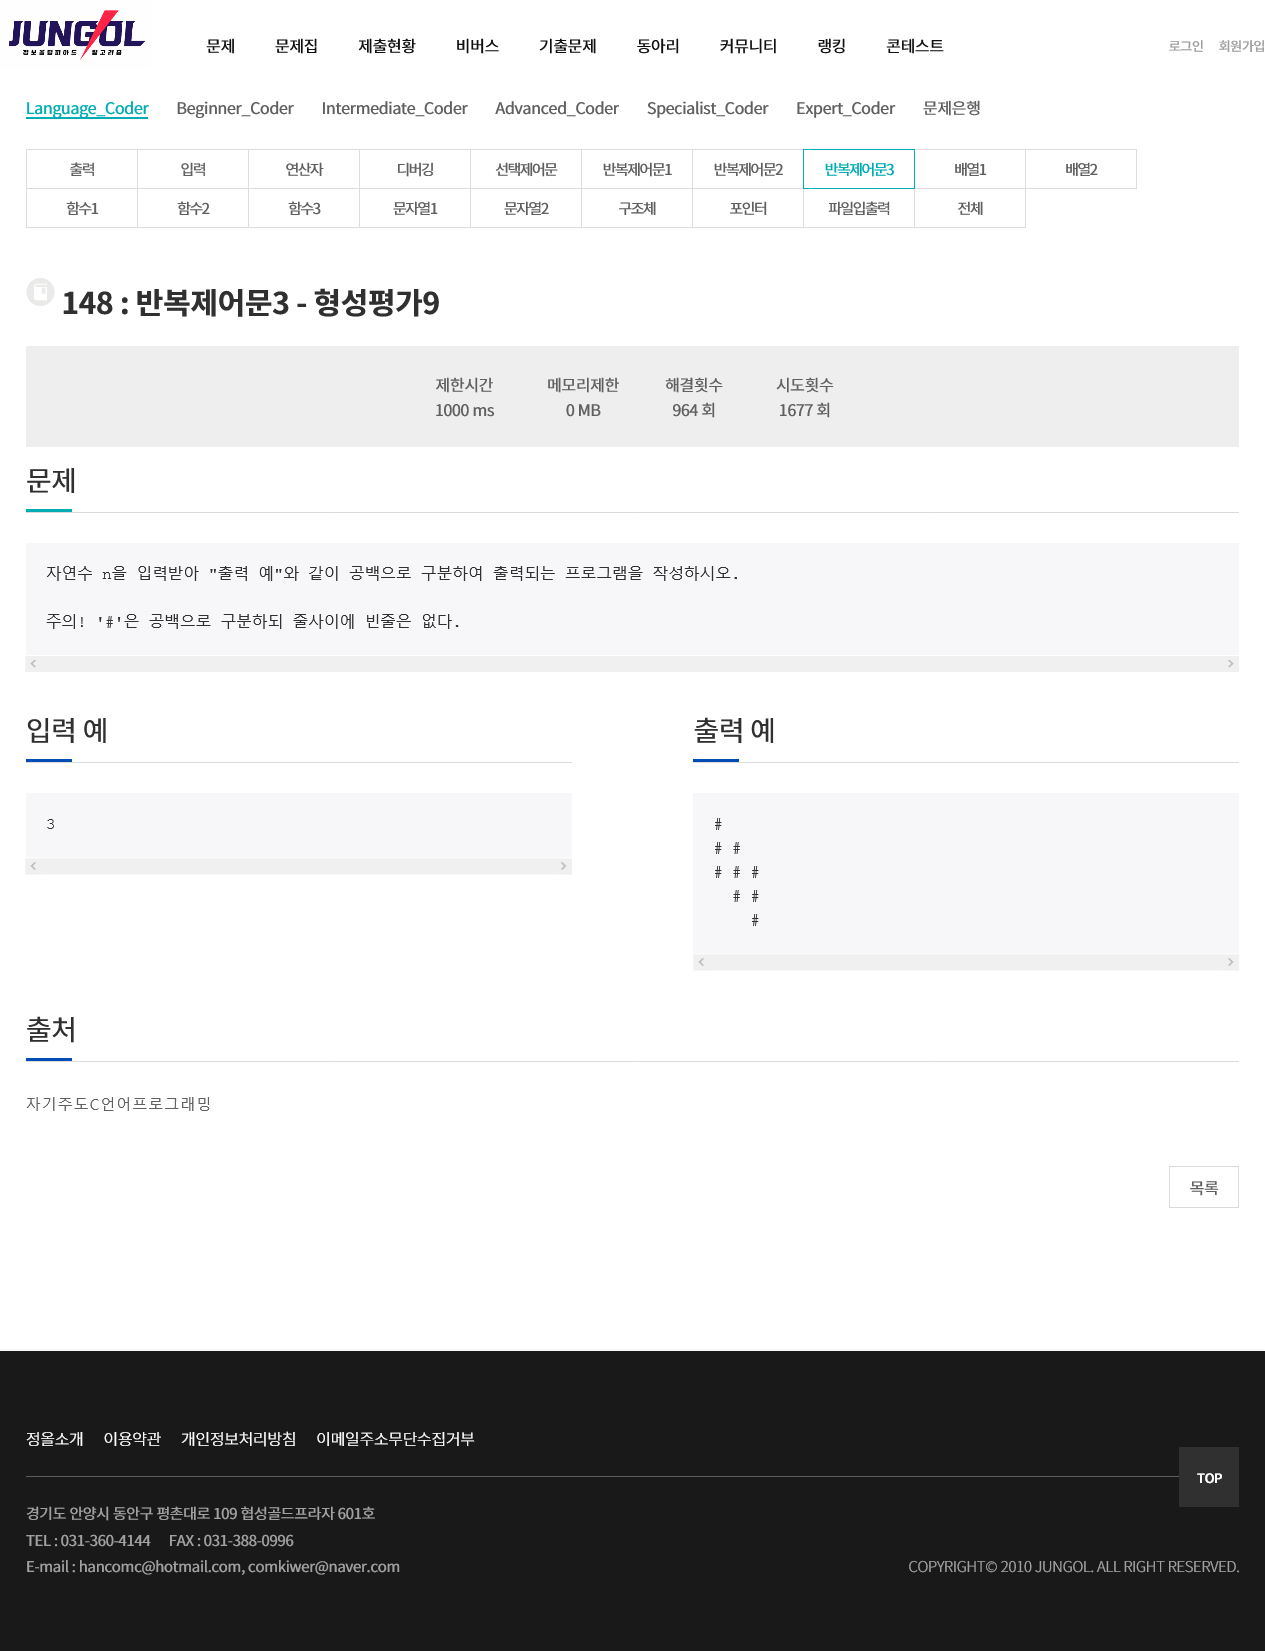 JUNGOL
정보올림피아드 알고리즘
문제 문제집 제출현황 비버스 기출문제 동아리 커뮤니티 랭킹 콘테스트 로그인 회원가입
Language_Coder Beginner_Coder Intermediate_Coder Advanced_Coder Specialist_Coder Expert_Coder 문제은행
출력 입력 연산자 디버깅 선택제어문 반복제어문1 반복제어문2 반복제어문3 배열1 배열2
함수1 함수2 함수3 문자열1 문자열2 구조체 포인터 파일입출력 전체
148 : 반복제어문3 - 형성평가9
제한시간 메모리제한 해결횟수 시도횟수
1000 ms 0 MB 964 회 1677 회
문제
자연수 n을 입력받아 "출력 예"와 같이 공백으로 구분하여 출력되는 프로그램을 작성하시오.
주의! '#'은 공백으로 구분하되 줄사이에 빈줄은 없다.
입력 예
3
출력 예
#
# #
# # #
  # #
    #
출처
자기주도C언어프로그래밍
목록
정올소개 이용약관 개인정보처리방침 이메일주소무단수집거부
TOP
경기도 안양시 동안구 평촌대로 109 협성골드프라자 601호
TEL : 031-360-4144 FAX : 031-388-0996
E-mail : hancomc@hotmail.com, comkiwer@naver.com
COPYRIGHT© 2010 JUNGOL. ALL RIGHT RESERVED.